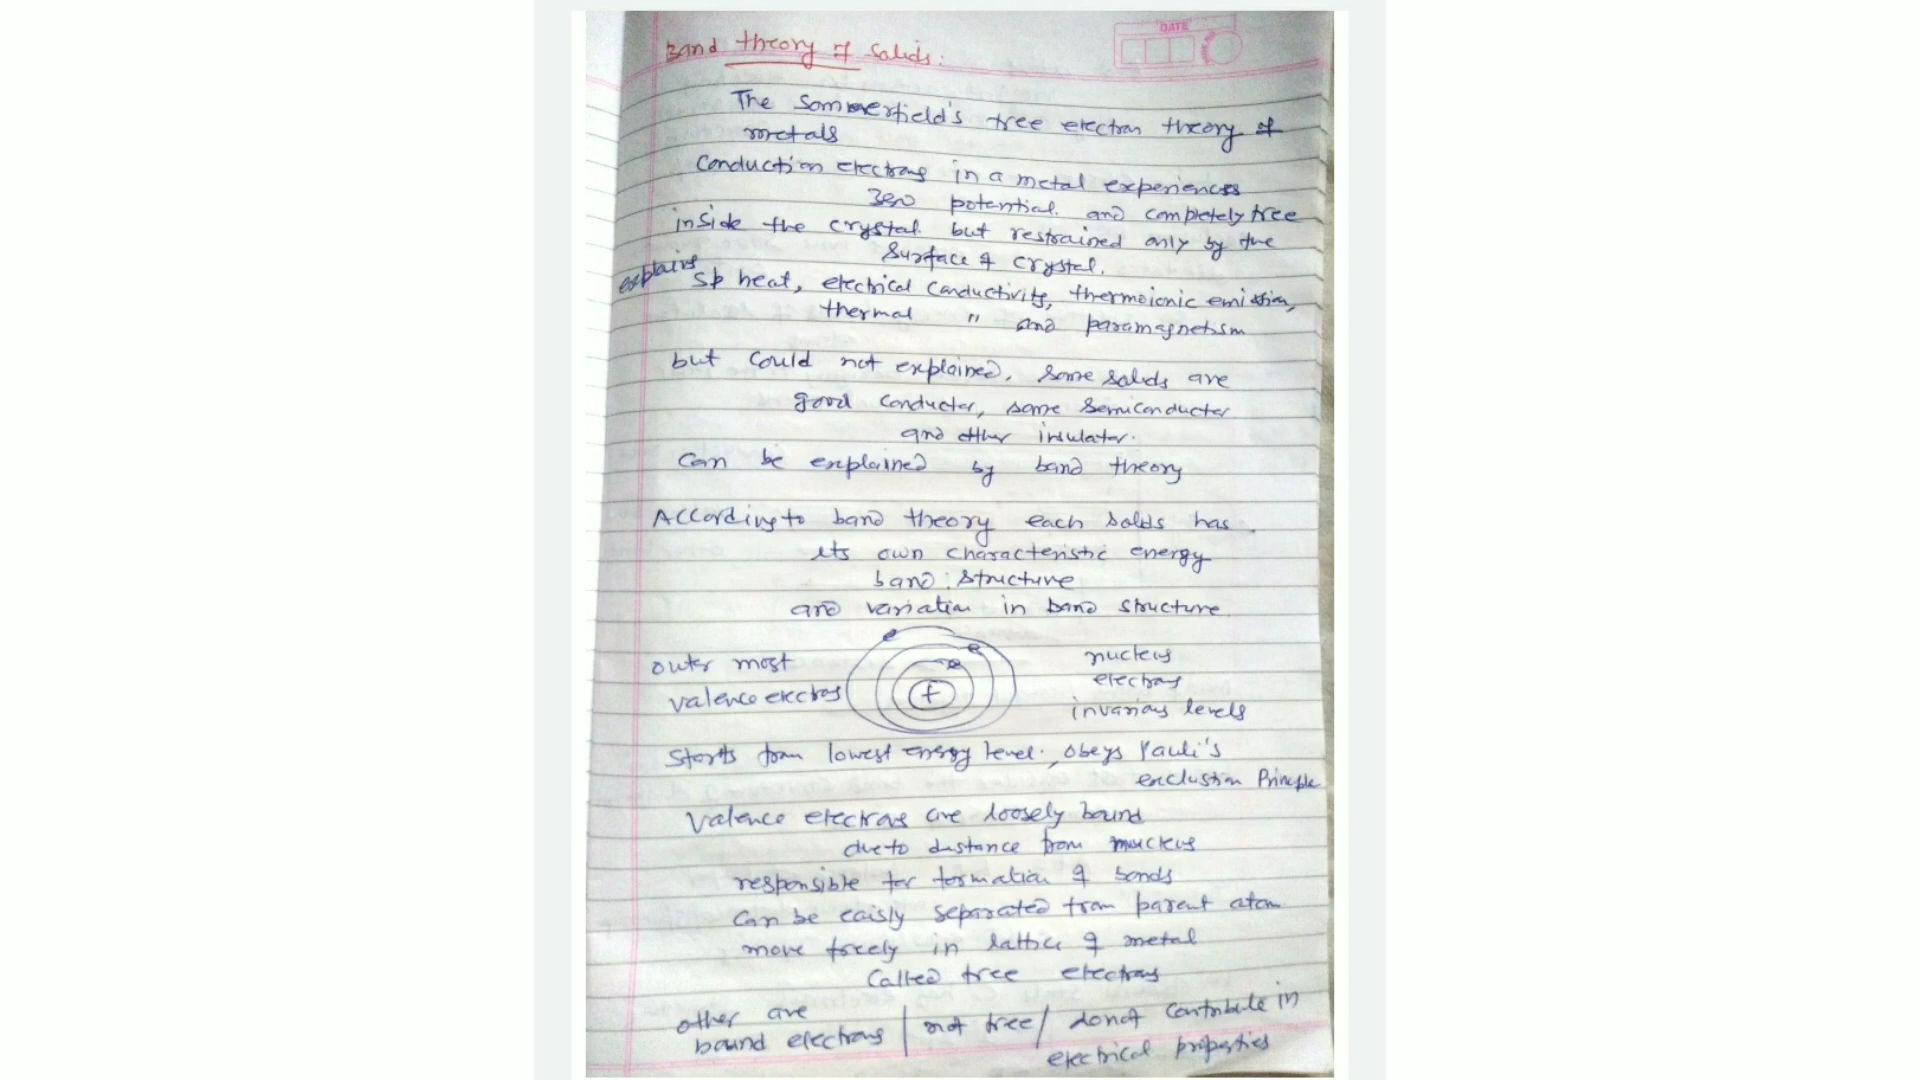 DATE
Band theory of Solids:
The Sommerfield's free electron theory of
metals
Conduction electrons in a metal experiences
zero potential. and completely free
inside the crystal but restrained only by the
Surface of crystal.
explains Sp heat, electrical Conductivity, thermoionic emission,
thermal " and paramagnetism
but Could not explained, some solids are
good conductor, some Semiconductor
and other insulator.
Can be explained by band theory
According to band theory each solids has
its own characteristic energy
band structure
and variation in band structure
outer most
valence electrons
+
e
e
e
nucleus
electrons
in various levels
Starts from lowest energy level, obeys Pauli's
exclusion Principle
Valence electrons are loosely bound
due to distance from nucleus
responsible for formation of bonds
Can be eaisly separated from parent atom
move freely in lattice of metal
Called free electrons
other are
bound electrons / not free / donot Contribute in
electrical properties